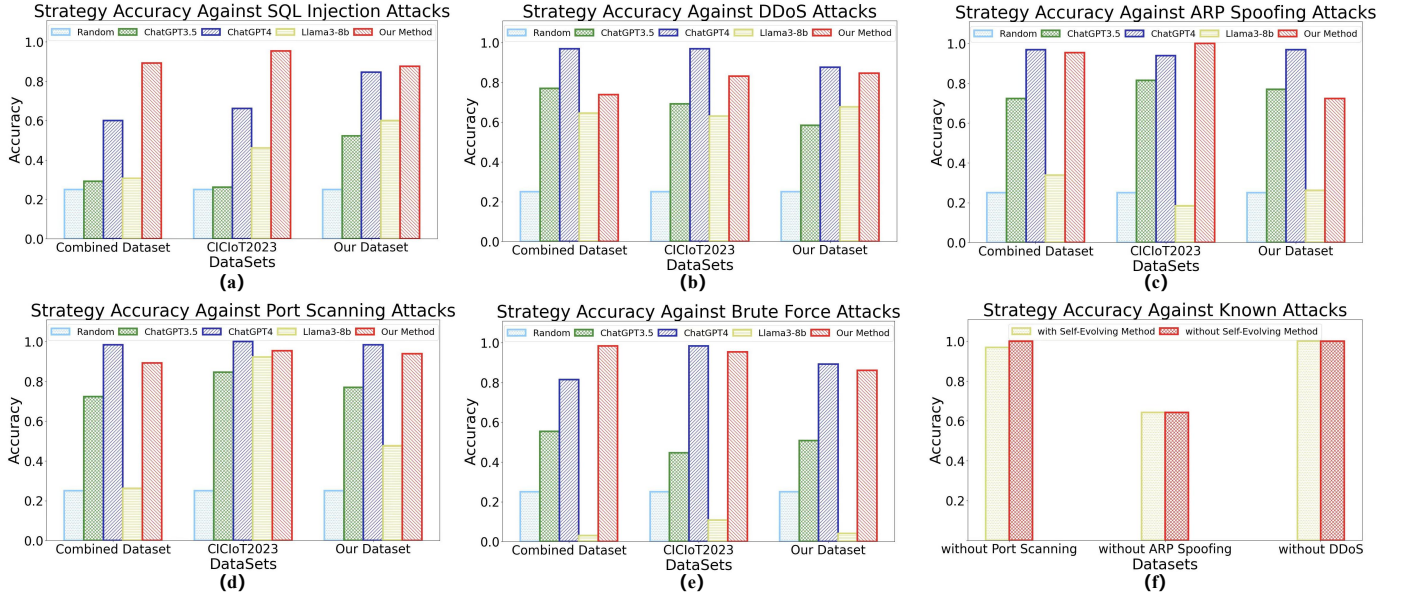 Strategy Accuracy Against SQL Injection Attacks
Random ChatGPT3.5 ChatGPT4 Llama3-8b Our Method
1.0
0.8
0.6
0.4
0.2
0.0
Accuracy
Combined Dataset CICIoT2023 Our Dataset
DataSets
(a)
Strategy Accuracy Against DDoS Attacks
Random ChatGPT3.5 ChatGPT4 Llama3-8b Our Method
1.0
0.8
0.6
0.4
0.2
0.0
Accuracy
Combined Dataset CICIoT2023 Our Dataset
DataSets
(b)
Strategy Accuracy Against ARP Spoofing Attacks
Random ChatGPT3.5 ChatGPT4 Llama3-8b Our Method
1.0
0.8
0.6
0.4
0.2
0.0
Accuracy
Combined Dataset CICIoT2023 Our Dataset
DataSets
(c)
Strategy Accuracy Against Port Scanning Attacks
Random ChatGPT3.5 ChatGPT4 Llama3-8b Our Method
1.0
0.8
0.6
0.4
0.2
0.0
Accuracy
Combined Dataset CICIoT2023 Our Dataset
DataSets
(d)
Strategy Accuracy Against Brute Force Attacks
Random ChatGPT3.5 ChatGPT4 Llama3-8b Our Method
1.0
0.8
0.6
0.4
0.2
0.0
Accuracy
Combined Dataset CICIoT2023 Our Dataset
DataSets
(e)
Strategy Accuracy Against Known Attacks
with Self-Evolving Method without Self-Evolving Method
1.0
0.8
0.6
0.4
0.2
Accuracy
without Port Scanning without ARP Spoofing without DDoS
Datasets
(f)